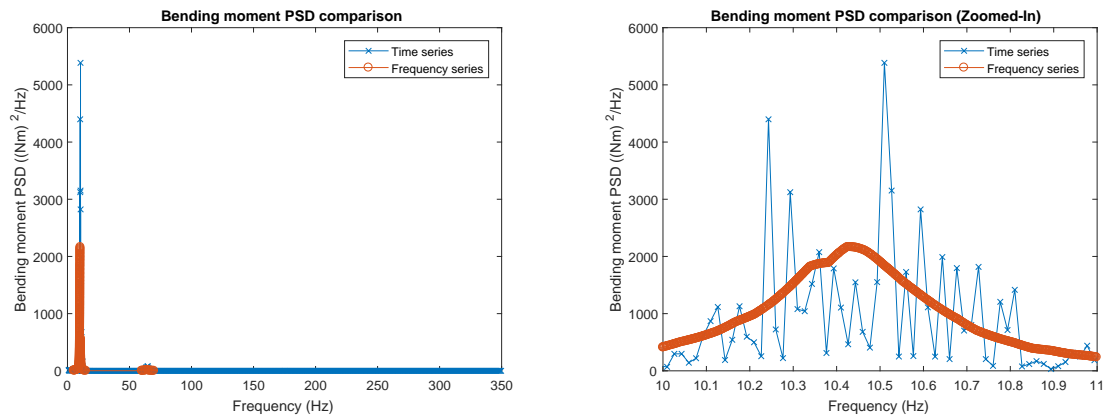 Bending moment PSD comparison
Bending moment PSD ((Nm) ²/Hz)
6000
5000
4000
3000
2000
1000
0
Time series
Frequency series
0 50 100 150 200 250 300 350
Frequency (Hz)
Bending moment PSD comparison (Zoomed-In)
Bending moment PSD ((Nm) ²/Hz)
6000
5000
4000
3000
2000
1000
0
Time series
Frequency series
10 10.1 10.2 10.3 10.4 10.5 10.6 10.7 10.8 10.9 11
Frequency (Hz)